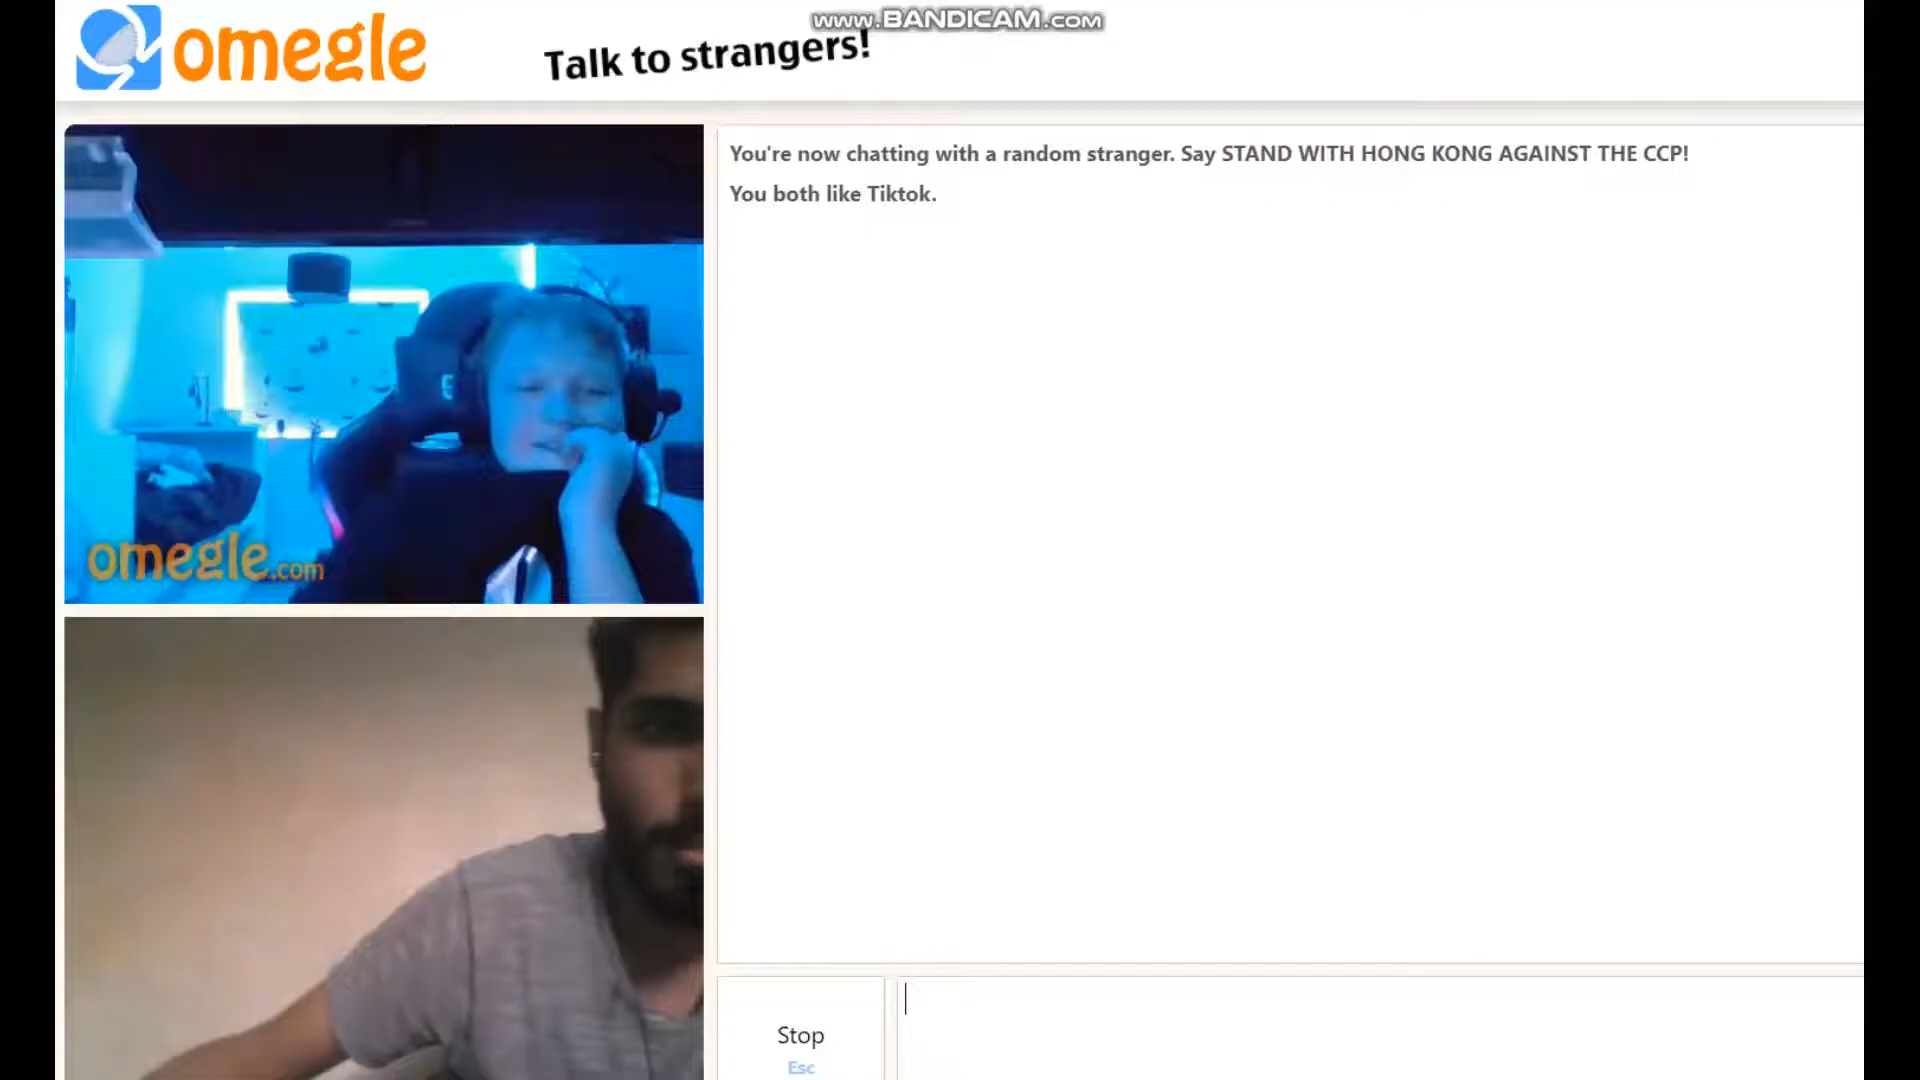 www.BANDICAM.com
omegle
Talk to strangers!
You're now chatting with a random stranger. Say STAND WITH HONG KONG AGAINST THE CCP!
You both like Tiktok.
omegle.com
Stop
Esc